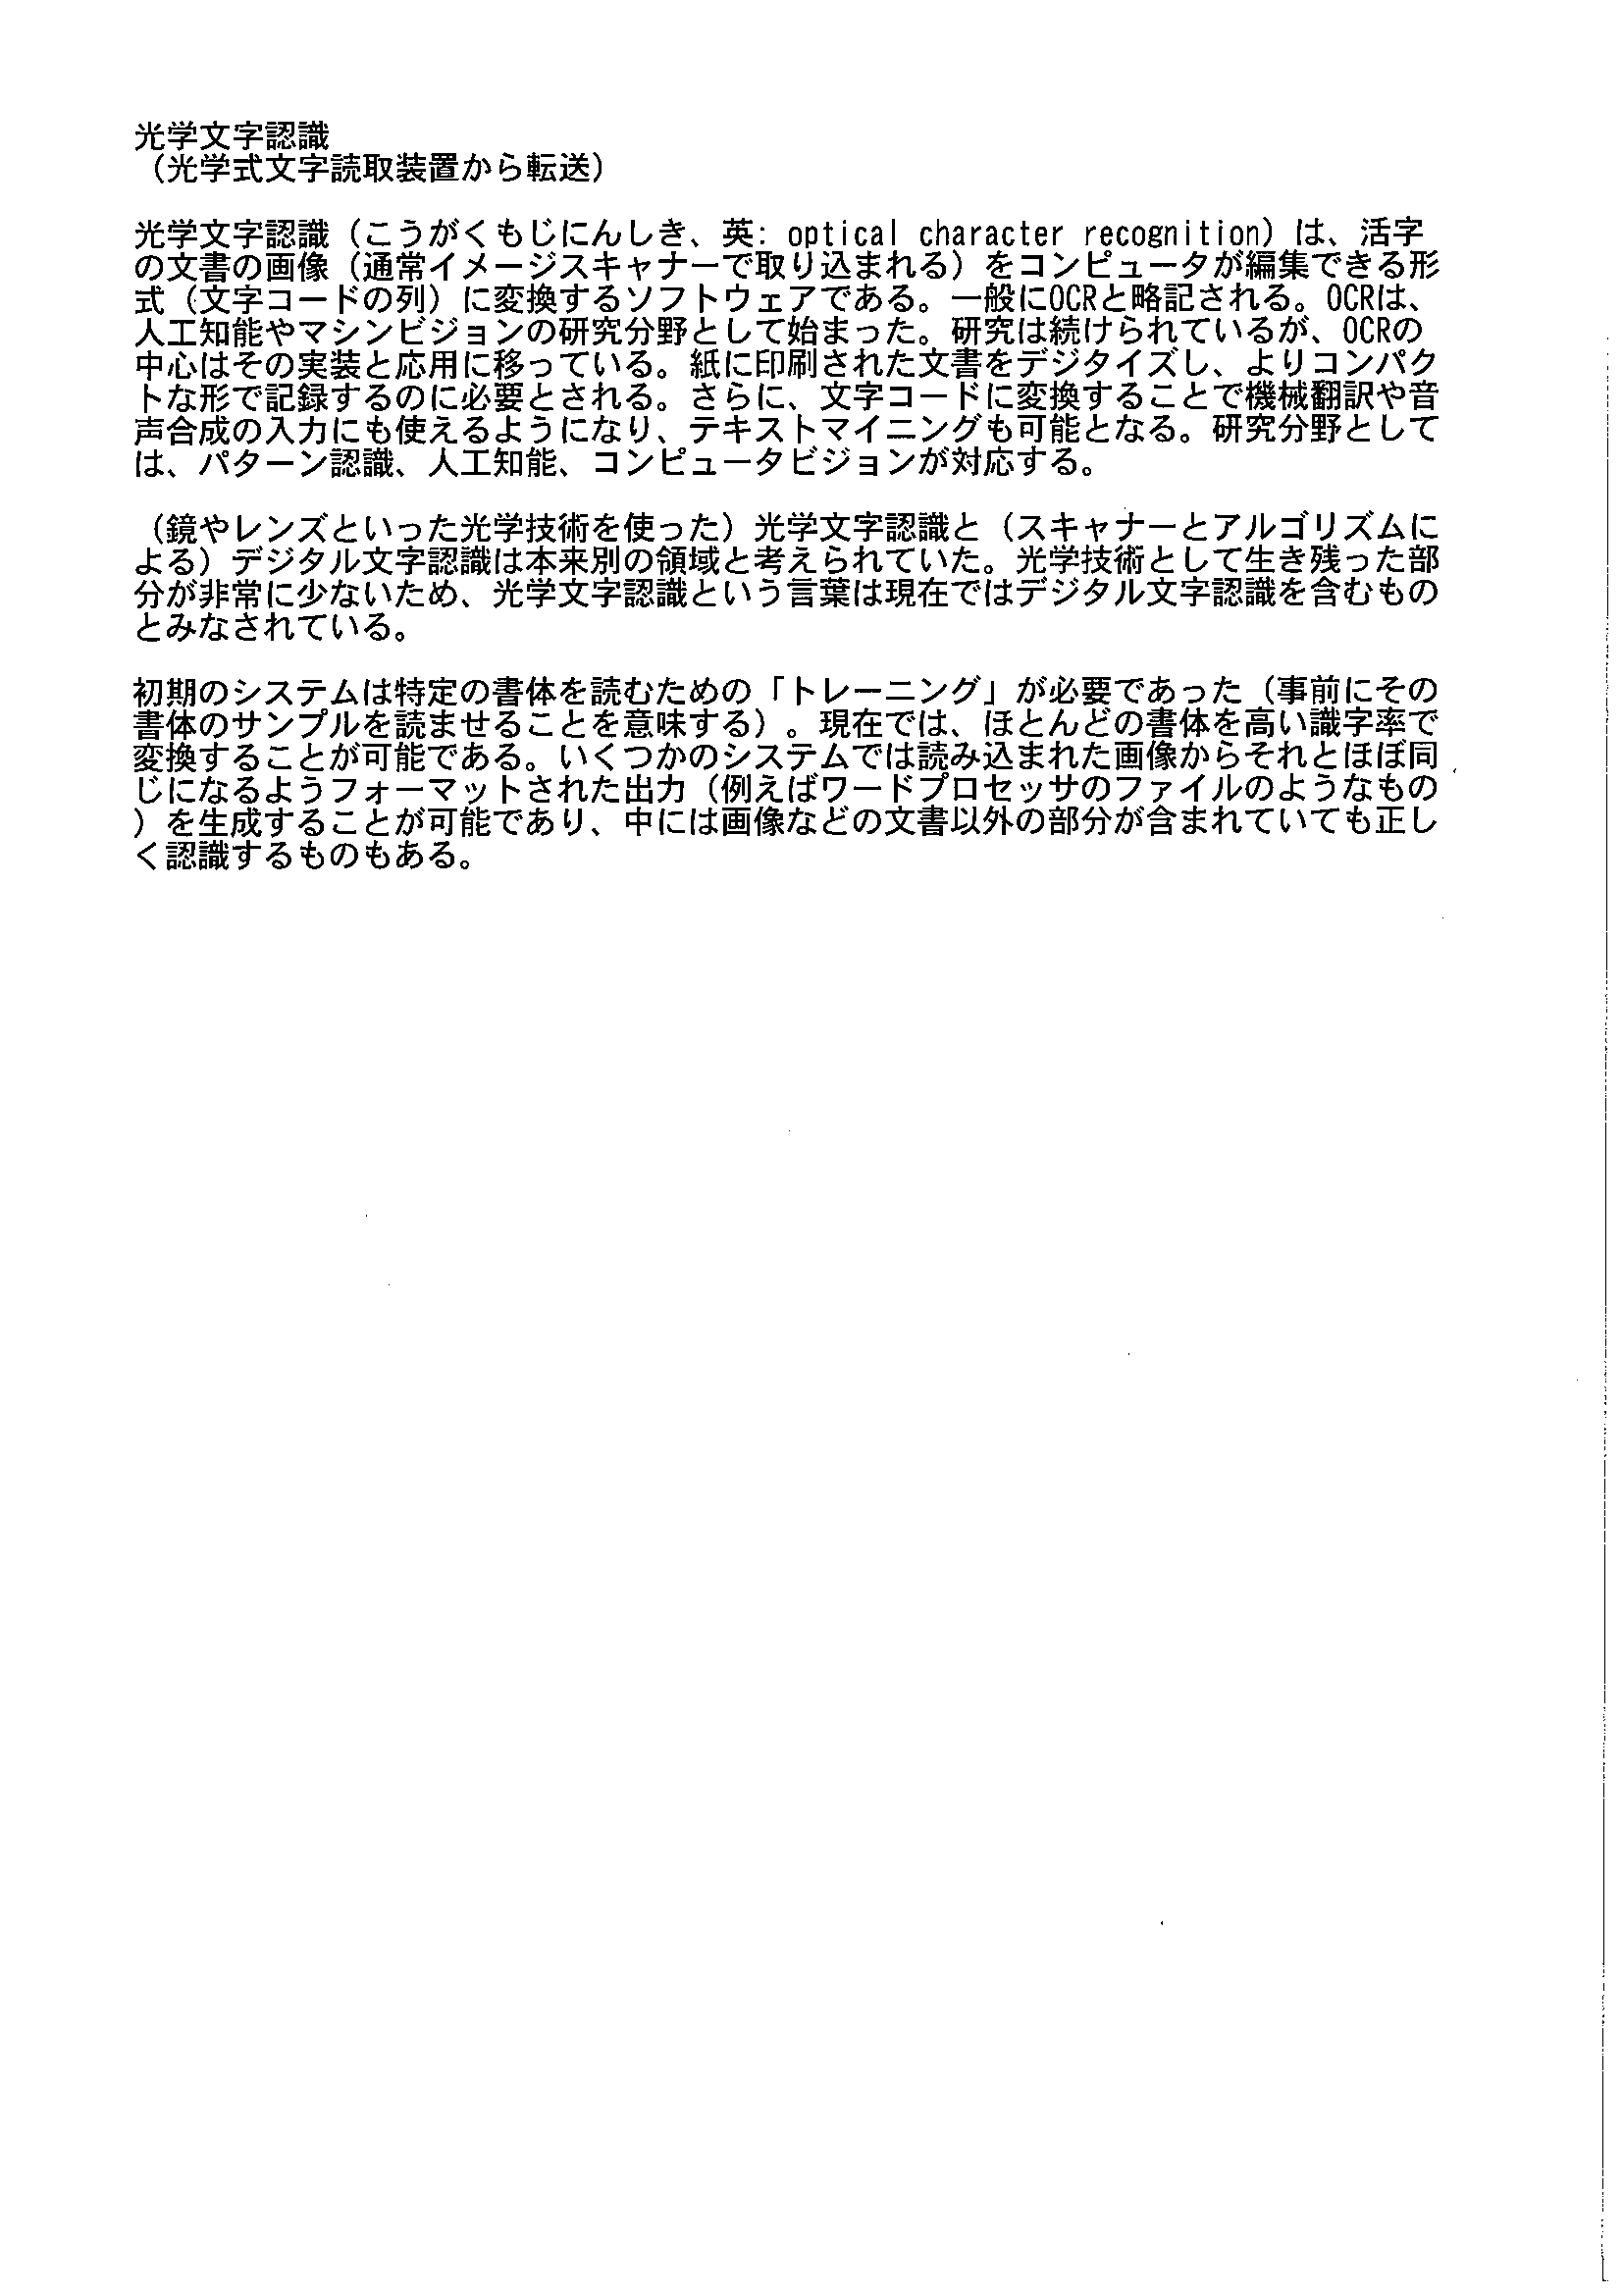 光学文字認識
（光学式文字読取装置から転送）
光学文字認識（こうがくもじにんしき、英: optical character recognition）は、活字
の文書の画像（通常イメージスキャナーで取り込まれる）をコンピュータが編集できる形
式（文字コードの列）に変換するソフトウェアである。一般にOCRと略記される。OCRは、
人工知能やマシンビジョンの研究分野として始まった。研究は続けられているが、OCRの
中心はその実装と応用に移っている。紙に印刷された文書をデジタイズし、よりコンパク
トな形で記録するのに必要とされる。さらに、文字コードに変換することで機械翻訳や音
声合成の入力にも使えるようになり、テキストマイニングも可能となる。研究分野として
は、パターン認識、人工知能、コンピュータビジョンが対応する。
（鏡やレンズといった光学技術を使った）光学文字認識と（スキャナーとアルゴリズムに
よる）デジタル文字認識は本来別の領域と考えられていた。光学技術として生き残った部
分が非常に少ないため、光学文字認識という言葉は現在ではデジタル文字認識を含むもの
とみなされている。
初期のシステムは特定の書体を読むための「トレーニング」が必要であった（事前にその
書体のサンプルを読ませることを意味する）。現在では、ほとんどの書体を高い識字率で
変換することが可能である。いくつかのシステムでは読み込まれた画像からそれとほぼ同
じになるようフォーマットされた出力（例えばワードプロセッサのファイルのようなもの
）を生成することが可能であり、中には画像などの文書以外の部分が含まれていても正し
く認識するものもある。